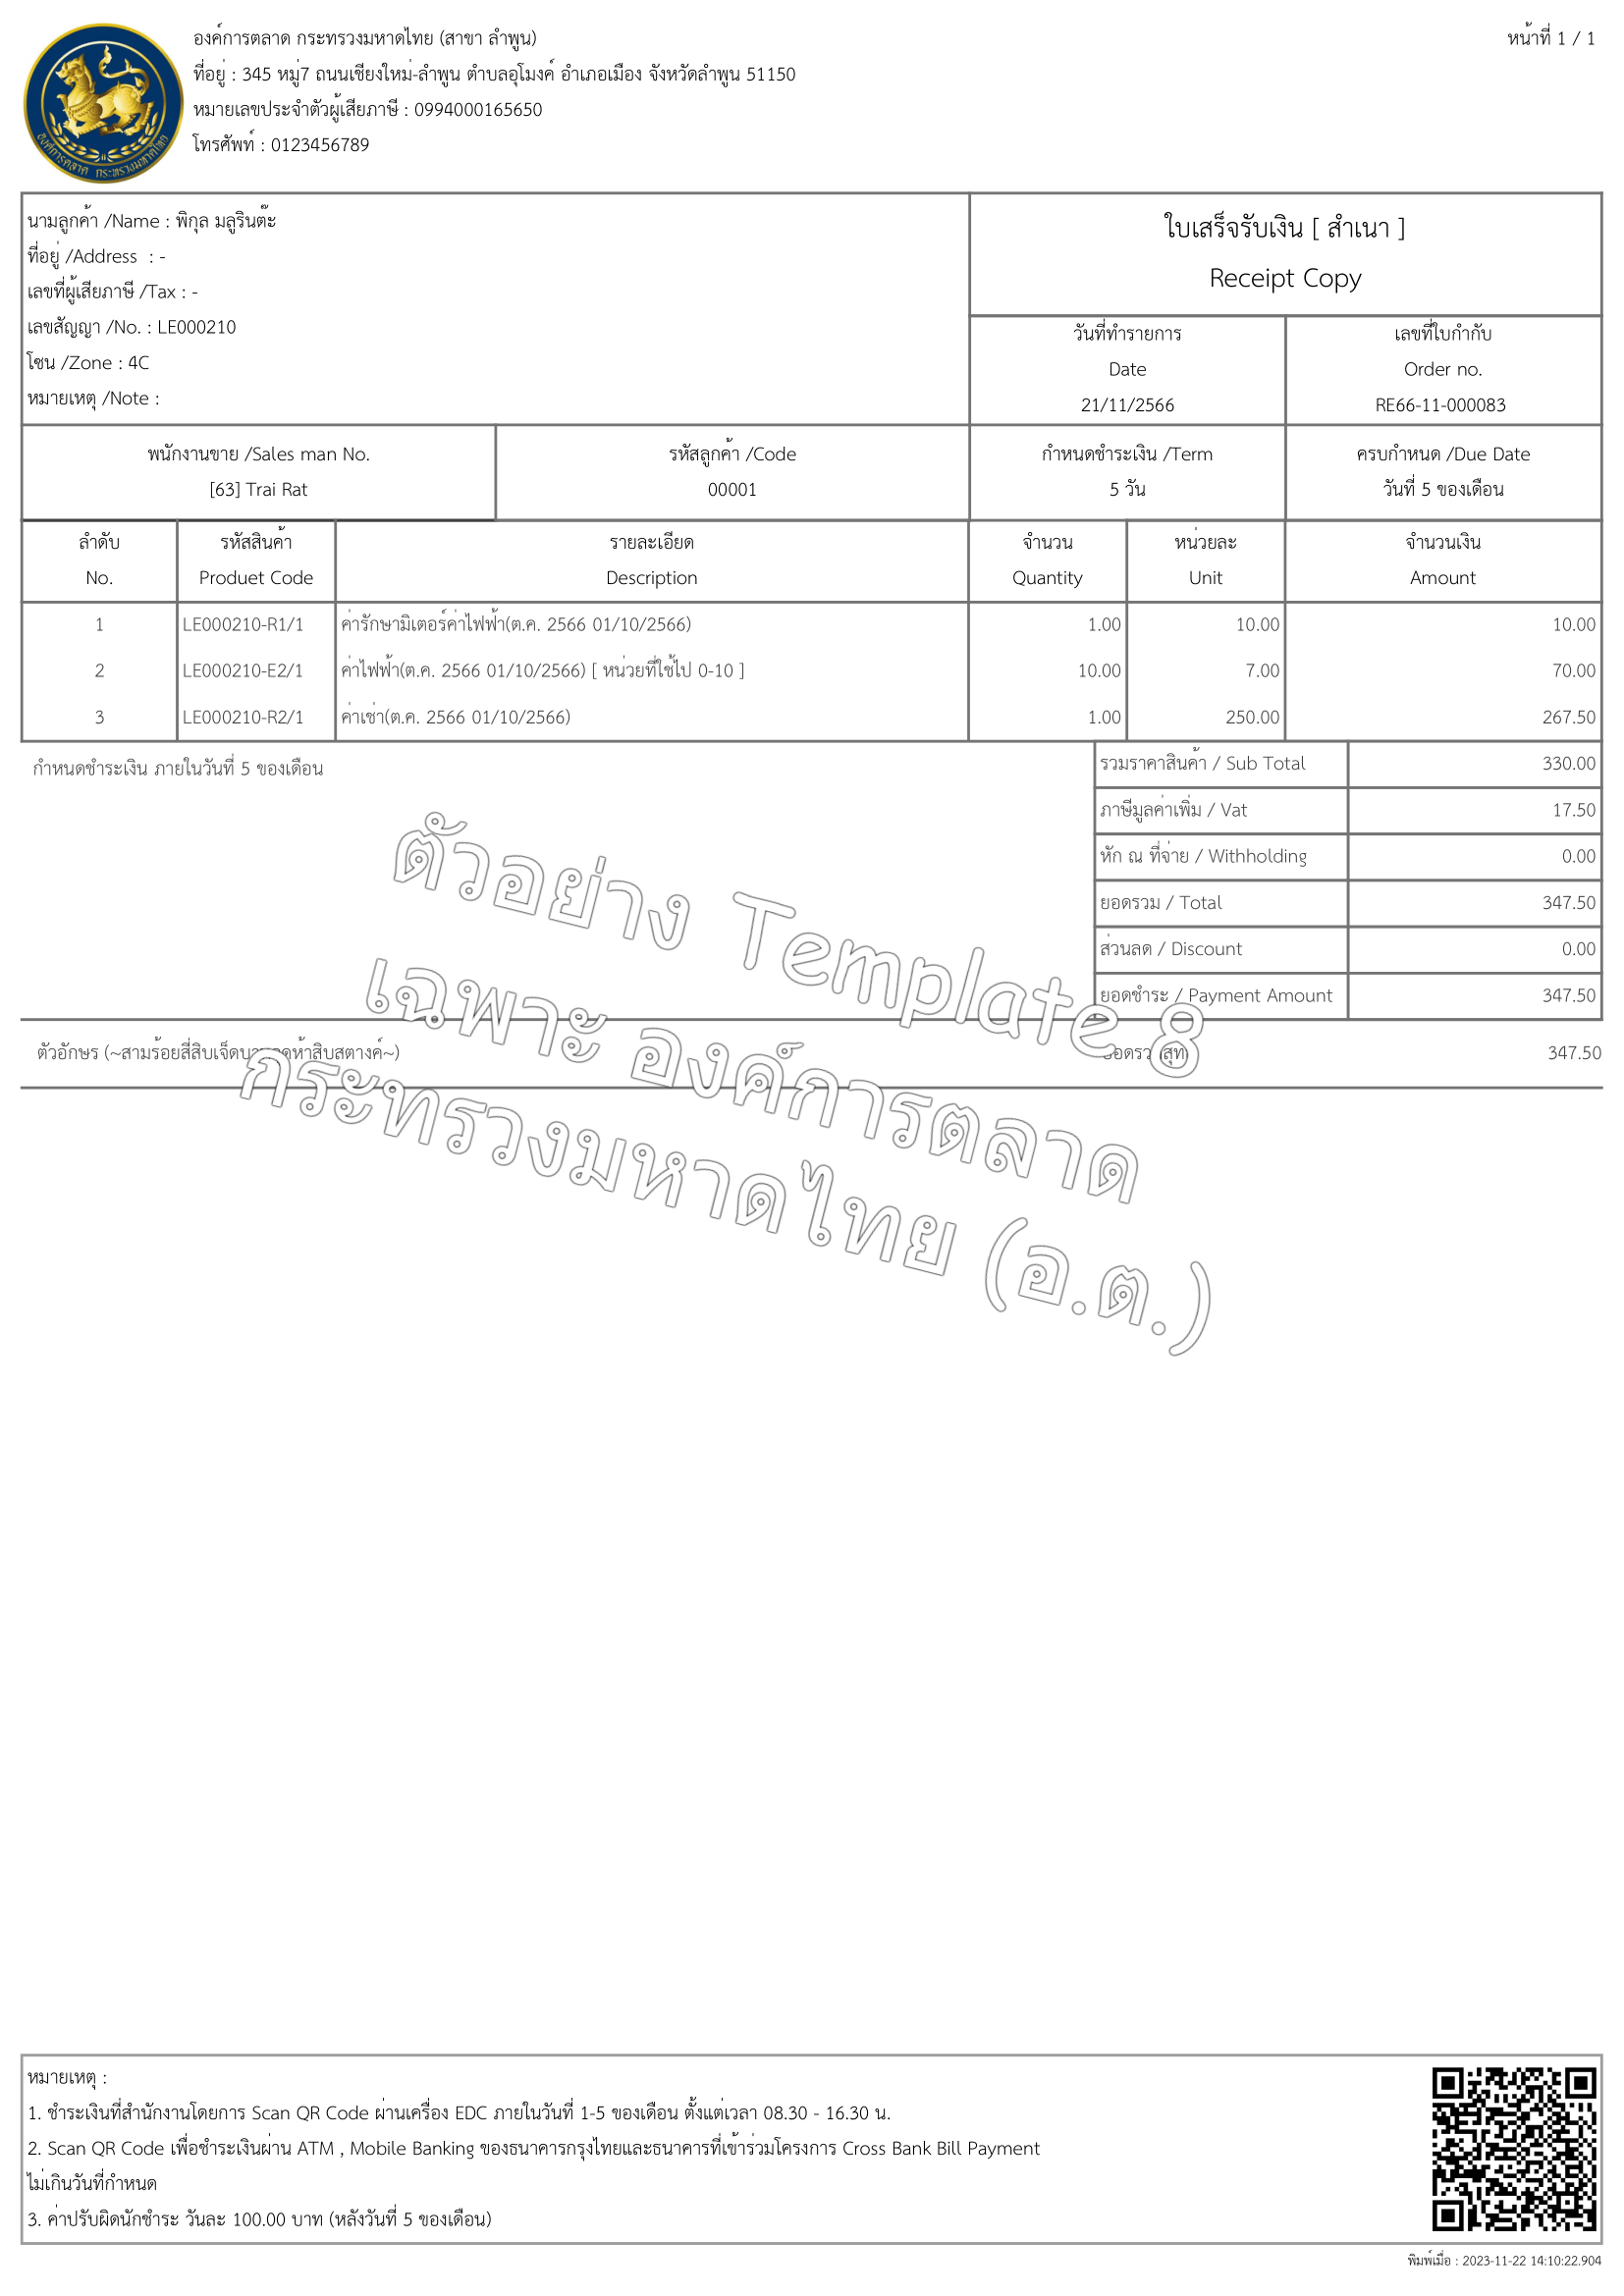 องค์การตลาด กระทรวงมหาดไทย (สาขา ลำพูน)
หน้าที่ 1 / 1
ที่อยู่ : 345 หมู่7 ถนนเชียงใหม่-ลำพูน ตำบลอุโมงค์ อำเภอเมือง จังหวัดลำพูน 51150
หมายเลขประจำตัวผู้เสียภาษี : 0994000165650
โทรศัพท์ : 0123456789
องค์การตลาด กระทรวงมหาดไทย
นามลูกค้า /Name : พิกุล มลูรินต๊ะ
ที่อยู่ /Address : -
เลขที่ผู้เสียภาษี /Tax : -
เลขสัญญา /No. : LE000210
โซน /Zone : 4C
หมายเหตุ /Note :
ใบเสร็จรับเงิน [ สำเนา ]
Receipt Copy
วันที่ทำรายการ เลขที่ใบกำกับ
Date Order no.
21/11/2566 RE66-11-000083
พนักงานขาย /Sales man No. รหัสลูกค้า /Code กำหนดชำระเงิน /Term ครบกำหนด /Due Date
[63] Trai Rat 00001 5 วัน วันที่ 5 ของเดือน
ลำดับ รหัสสินค้า รายละเอียด จำนวน หน่วยละ จำนวนเงิน
No. Produet Code Description Quantity Unit Amount
1 LE000210-R1/1 ค่ารักษามิเตอร์ค่าไฟฟ้า(ต.ค. 2566 01/10/2566) 1.00 10.00 10.00
2 LE000210-E2/1 ค่าไฟฟ้า(ต.ค. 2566 01/10/2566) [ หน่วยที่ใช้ไป 0-10 ] 10.00 7.00 70.00
3 LE000210-R2/1 ค่าเช่า(ต.ค. 2566 01/10/2566) 1.00 250.00 267.50
กำหนดชำระเงิน ภายในวันที่ 5 ของเดือน
รวมราคาสินค้า / Sub Total 330.00
ภาษีมูลค่าเพิ่ม / Vat 17.50
หัก ณ ที่จ่าย / Withholding 0.00
ยอดรวม / Total 347.50
ส่วนลด / Discount 0.00
ยอดชำระ / Payment Amount 347.50
ตัวอักษร (~สามร้อยสี่สิบเจ็ดบาทจุดห้าสิบสตางค์~) ยอดรวมสุทธิ 347.50
ตัวอย่าง Template 8
เฉพาะ องค์การตลาด
กระทรวงมหาดไทย (อ.ต.)
หมายเหตุ :
1. ชำระเงินที่สำนักงานโดยการ Scan QR Code ผ่านเครื่อง EDC ภายในวันที่ 1-5 ของเดือน ตั้งแต่เวลา 08.30 - 16.30 น.
2. Scan QR Code เพื่อชำระเงินผ่าน ATM , Mobile Banking ของธนาคารกรุงไทยและธนาคารที่เข้าร่วมโครงการ Cross Bank Bill Payment
ไม่เกินวันที่กำหนด
3. ค่าปรับผิดนักชำระ วันละ 100.00 บาท (หลังวันที่ 5 ของเดือน)
พิมพ์เมื่อ : 2023-11-22 14:10:22.904